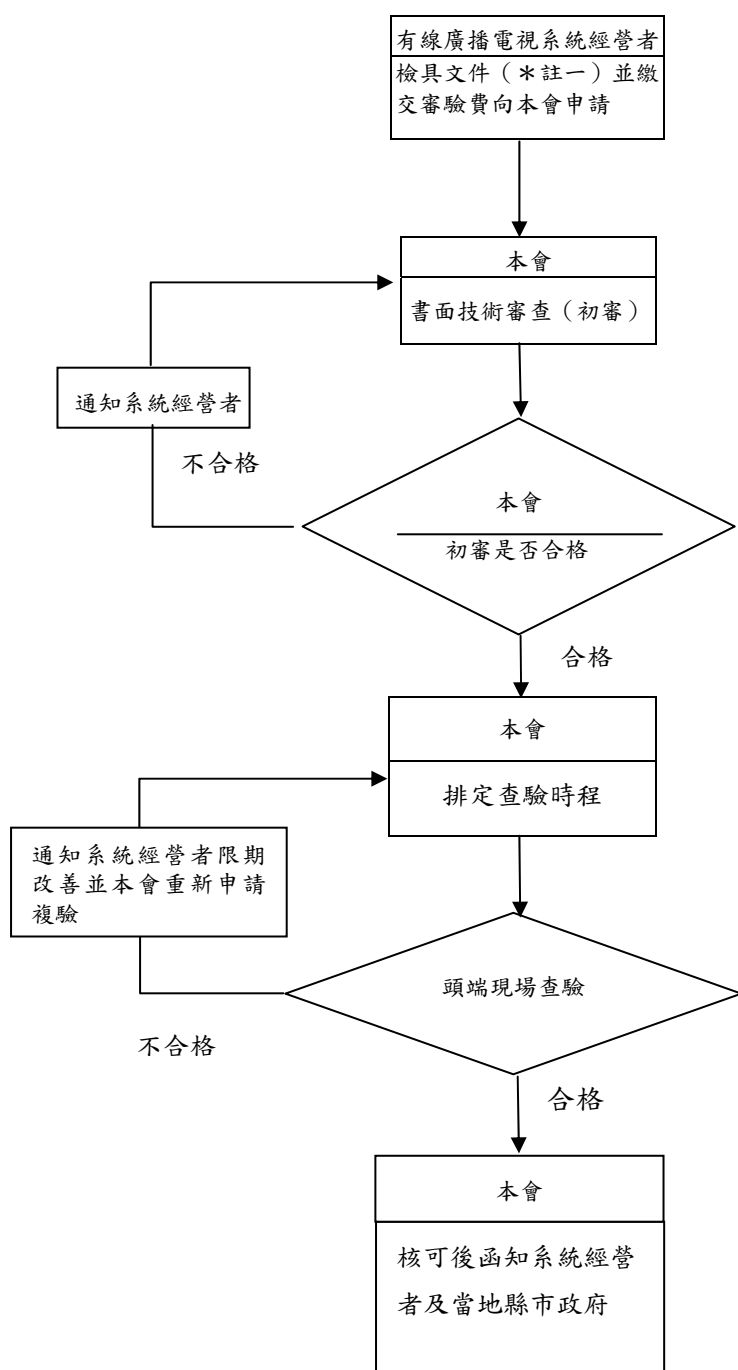 有線廣播電視系統經營者
檢具文件（＊註一）並繳
交審驗費向本會申請
本會
書面技術審查（初審）
通知系統經營者
不合格
本會
初審是否合格
合格
本會
排定查驗時程
通知系統經營者限期
改善並本會重新申請
複驗
頭端現場查驗
不合格
合格
本會
核可後函知系統經營
者及當地縣市政府